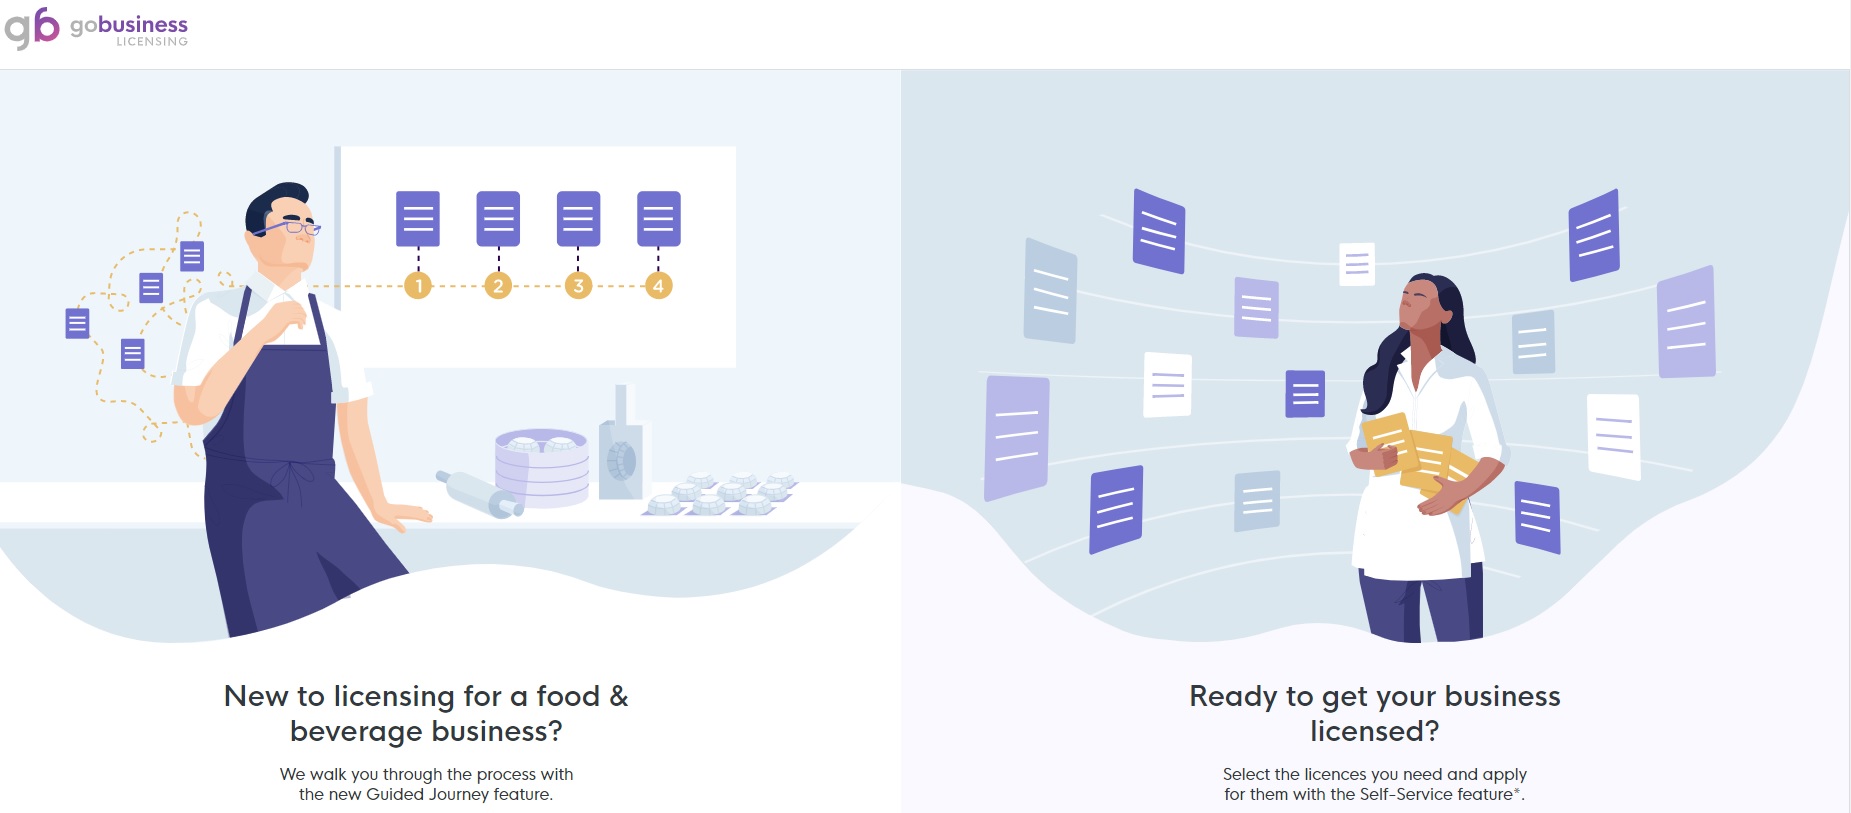 gb gobusiness
LICENSING
1 2 3 4
New to licensing for a food &
beverage business?
We walk you through the process with
the new Guided Journey feature.
Ready to get your business
licensed?
Select the licences you need and apply
for them with the Self-Service feature*.